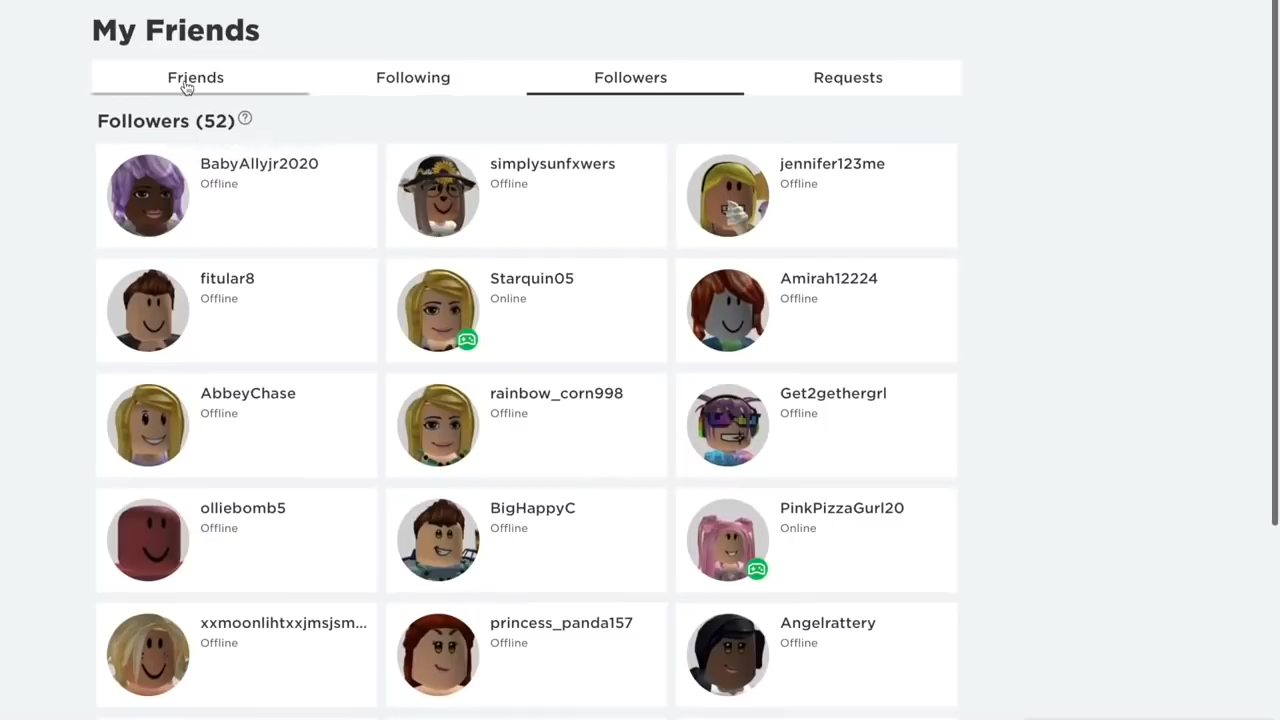 My Friends
Friends Following Followers Requests
Followers (52) ?
BabyAllyjr2020 simplysunfxwers jennifer123me
Offline Offline Offline
fitular8 Starquin05 Amirah12224
Offline Online Offline
AbbeyChase rainbow_corn998 Get2gethergrl
Offline Offline Offline
olliebomb5 BigHappyC PinkPizzaGurl20
Offline Offline Online
xxmoonlihtxxjmsjsm... princess_panda157 Angelrattery
Offline Offline Offline